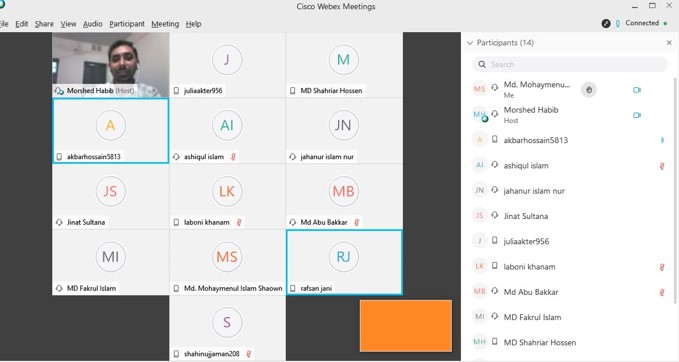 Cisco Webex Meetings
File Edit Share View Audio Participant Meeting Help
Connected
Morshed Habib (Host)
J
juliaakter956
M
MD Shahriar Hossen
A
akbarhossain5813
AI
ashiqul islam
JN
jahanur islam nur
JS
Jinat Sultana
LK
laboni khanam
MB
Md Abu Bakkar
MI
MD Fakrul Islam
MS
Md. Mohaymenul Islam Shaown
RJ
rafsan jani
S
shahinujjaman208
Participants (14)
Search
MS Md. Mohaymenu...
Me
MH Morshed Habib
Host
A akbarhossain5813
AI ashiqul islam
JN jahanur islam nur
JS Jinat Sultana
J juliaakter956
LK laboni khanam
MB Md Abu Bakkar
MI MD Fakrul Islam
MH MD Shahriar Hossen